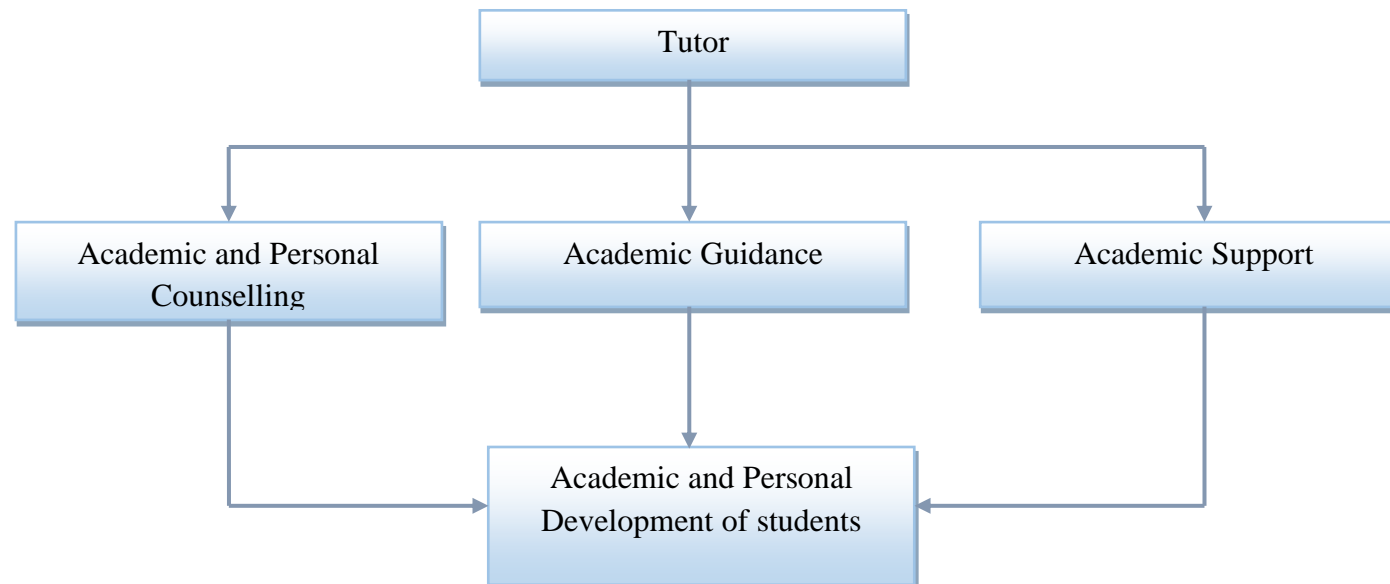 Tutor
Academic and Personal
Counselling
Academic Guidance
Academic Support
Academic and Personal
Development of students